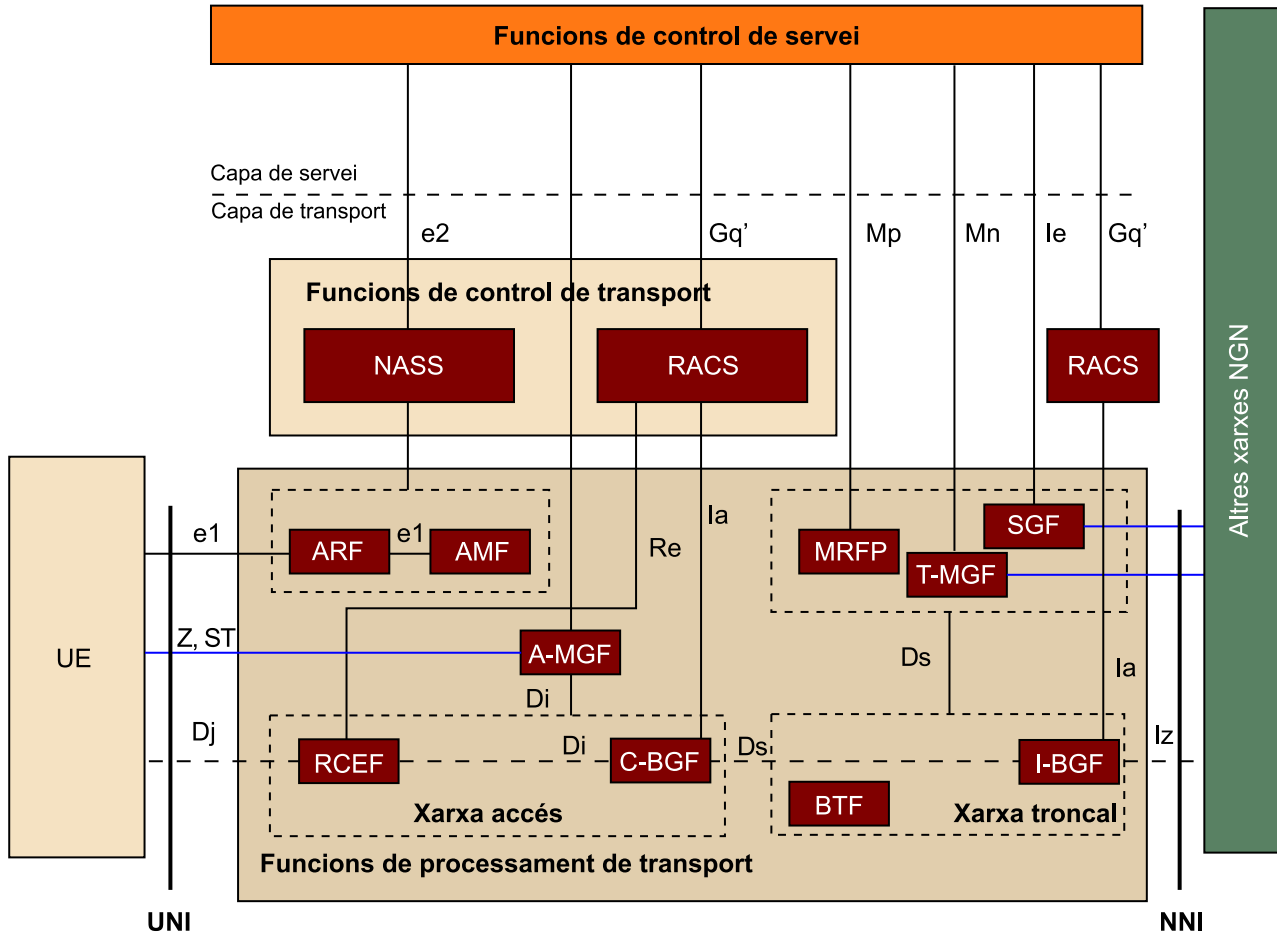 Funcions de control de servei
Capa de servei
Capa de transport
e2
Gq’
Mp
Mn
Ie
Gq’
Funcions de control de transport
NASS
RACS
RACS
Altres xarxes NGN
UE
e1
ARF
e1
AMF
Re
Ia
MRFP
SGF
T-MGF
Z, ST
A-MGF
Ds
Ia
Di
Dj
RCEF
Di
C-BGF
Ds
I-BGF
Iz
BTF
Xarxa accés
Xarxa troncal
Funcions de processament de transport
UNI
NNI